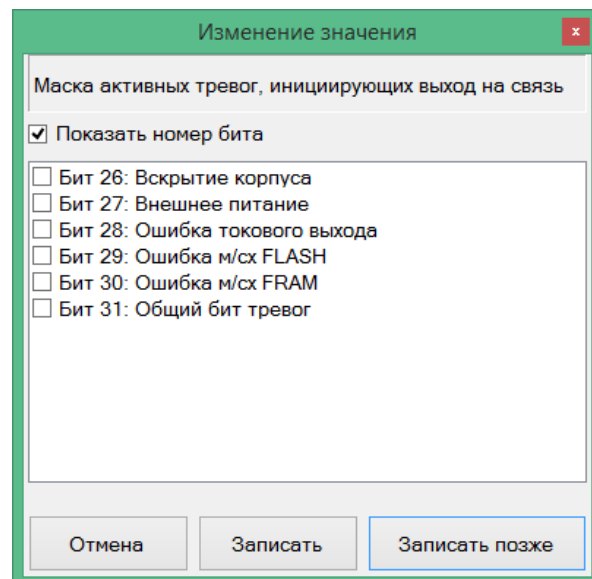 Изменение значения
x
Маска активных тревог, инициирующих выход на связь
Показать номер бита
Бит 26: Вскрытие корпуса
Бит 27: Внешнее питание
Бит 28: Ошибка токового выхода
Бит 29: Ошибка м/сх FLASH
Бит 30: Ошибка м/сх FRAM
Бит 31: Общий бит тревог
Отмена Записать Записать позже